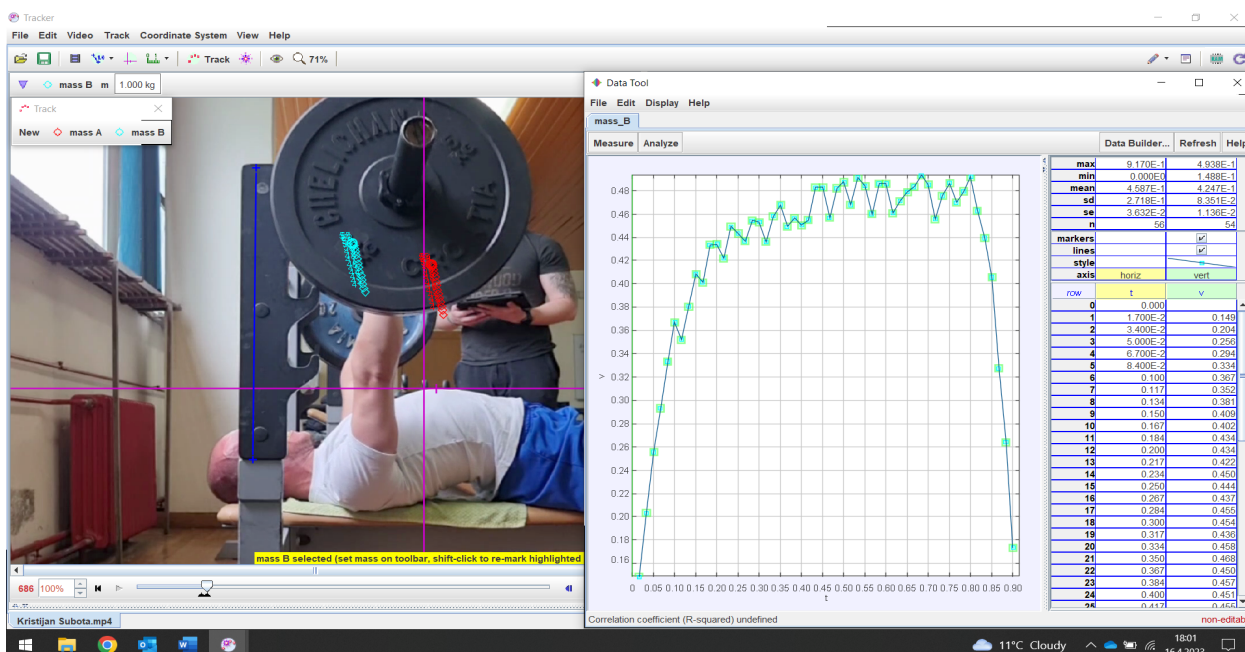 Tracker
File Edit Video Track Coordinate System View Help
Track 71%
mass B m 1.000 kg
Track
New mass A mass B
CHELLISHANA
mass B selected (set mass on toolbar, shift-click to re-mark highlighted
686 100%
Kristijan Subota.mp4
Data Tool
File Edit Display Help
mass_B
Measure Analyze Data Builder... Refresh Help
0.48
0.46
0.44
0.42
0.40
0.38
0.36
0.34
v 0.32
0.30
0.28
0.26
0.24
0.22
0.20
0.18
0.16
0 0.05 0.10 0.15 0.20 0.25 0.30 0.35 0.40 0.45 0.50 0.55 0.60 0.65 0.70 0.75 0.80 0.85 0.90
t
max 9.170E-1 4.938E-1
min 0.000E0 1.488E-1
mean 4.587E-1 4.247E-1
sd 2.718E-1 8.351E-2
se 3.632E-2 1.136E-2
n 56 54
markers
lines
style
axis horiz vert
row t v
0 0.000
1 1.700E-2 0.149
2 3.400E-2 0.204
3 5.000E-2 0.256
4 6.700E-2 0.294
5 8.400E-2 0.334
6 0.100 0.367
7 0.117 0.352
8 0.134 0.381
9 0.150 0.409
10 0.167 0.402
11 0.184 0.434
12 0.200 0.434
13 0.217 0.422
14 0.234 0.450
15 0.250 0.444
16 0.267 0.437
17 0.284 0.455
18 0.300 0.454
19 0.317 0.436
20 0.334 0.458
21 0.350 0.468
22 0.367 0.450
23 0.384 0.457
24 0.400 0.451
25 0.417 0.455
Correlation coefficient (R-squared) undefined non-editab
11°C Cloudy
18:01
16.4.2023